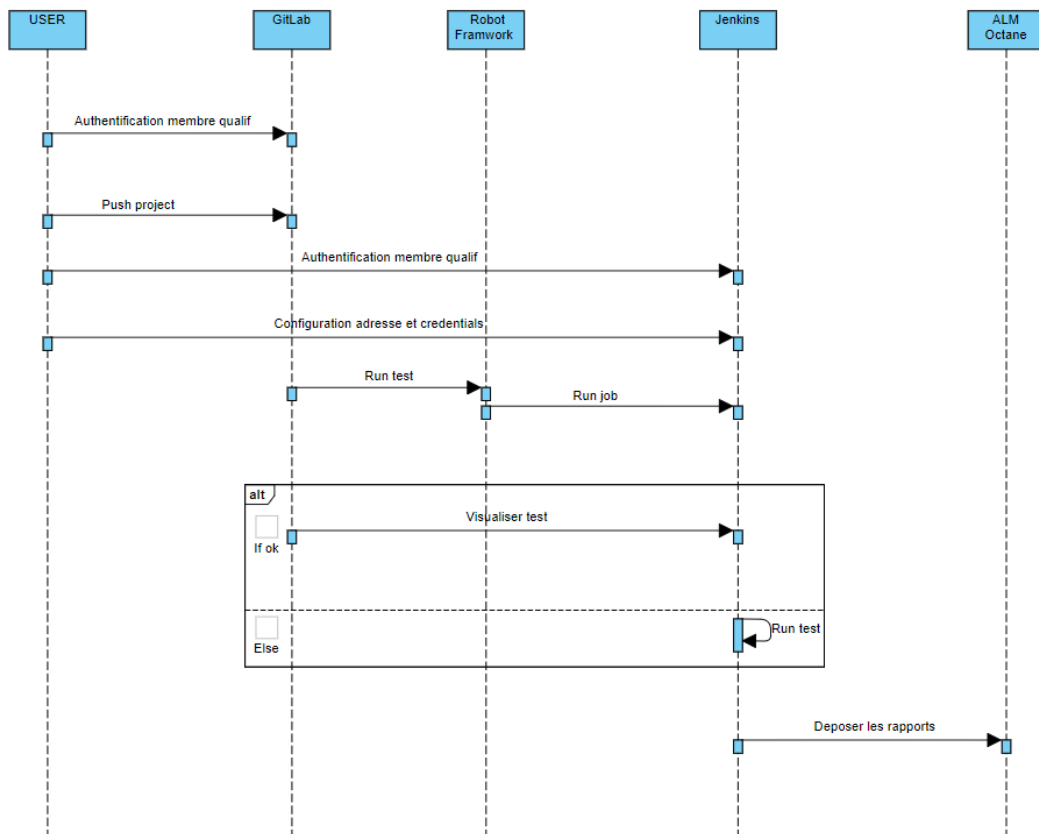 USER
GitLab
Robot
Framwork
Jenkins
ALM
Octane
Authentification membre qualif
Push project
Authentification membre qualif
Configuration adresse et credentials
Run test
Run job
alt
Visualiser test
If ok
Run test
Else
Deposer les rapports